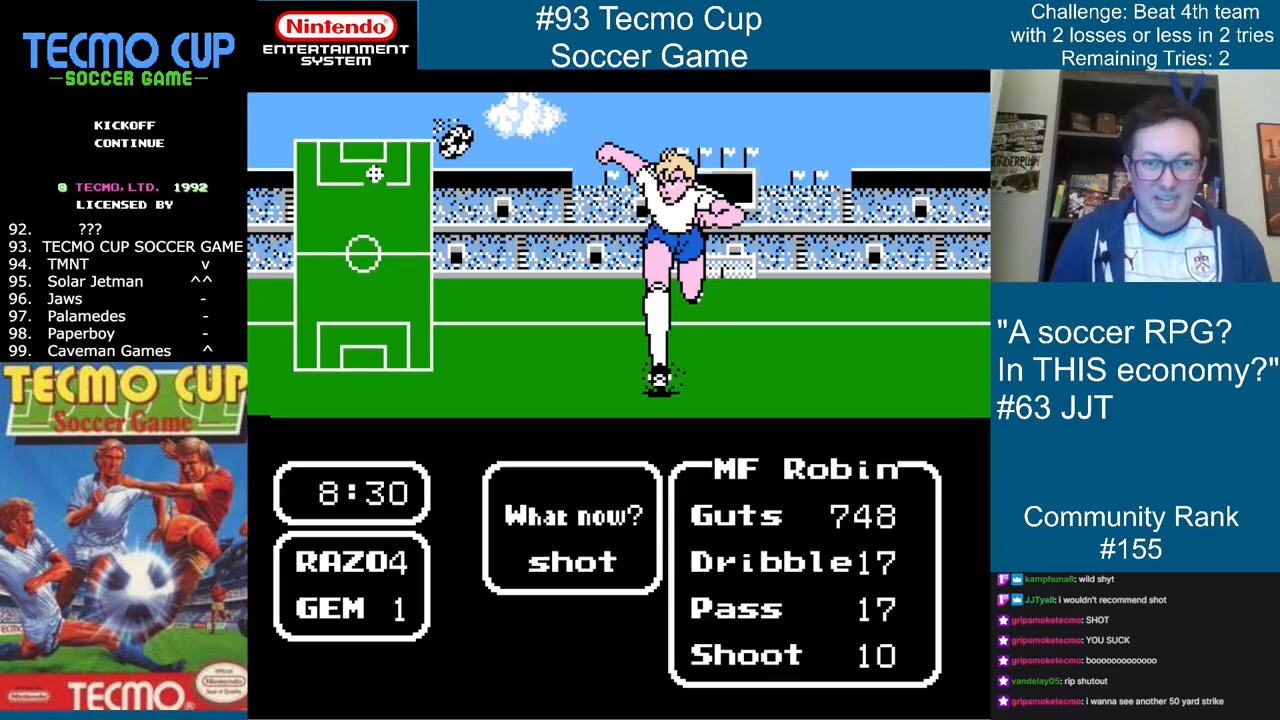 TECMO CUP
SOCCER GAME
KICKOFF
CONTINUE
© TECMO, LTD. 1992
LICENSED BY
92. ???
93. TECMO CUP SOCCER GAME
94. TMNT v
95. Solar Jetman ^^
96. Jaws -
97. Palamedes -
98. Paperboy -
99. Caveman Games ^
TECMO CUP
Soccer Game
TECMO
Nintendo
ENTERTAINMENT
SYSTEM
#93 Tecmo Cup
Soccer Game
Challenge: Beat 4th team
with 2 losses or less in 2 tries
Remaining Tries: 2
8:30
RAZO4
GEM 1
What now?
shot
MF Robin
Guts 748
Dribble17
Pass 17
Shoot 10
"A soccer RPG?
In THIS economy?"
#63 JJT
Community Rank
#155
kamphuna8: wild shyt
JJTyall: i wouldn't recommend shot
gripsmoketecmo: SHOT
gripsmoketecmo: YOU SUCK
gripsmoketecmo: booooooooooooo
vandelay05: rip shutout
gripsmoketecmo: i wanna see another 50 yard strike